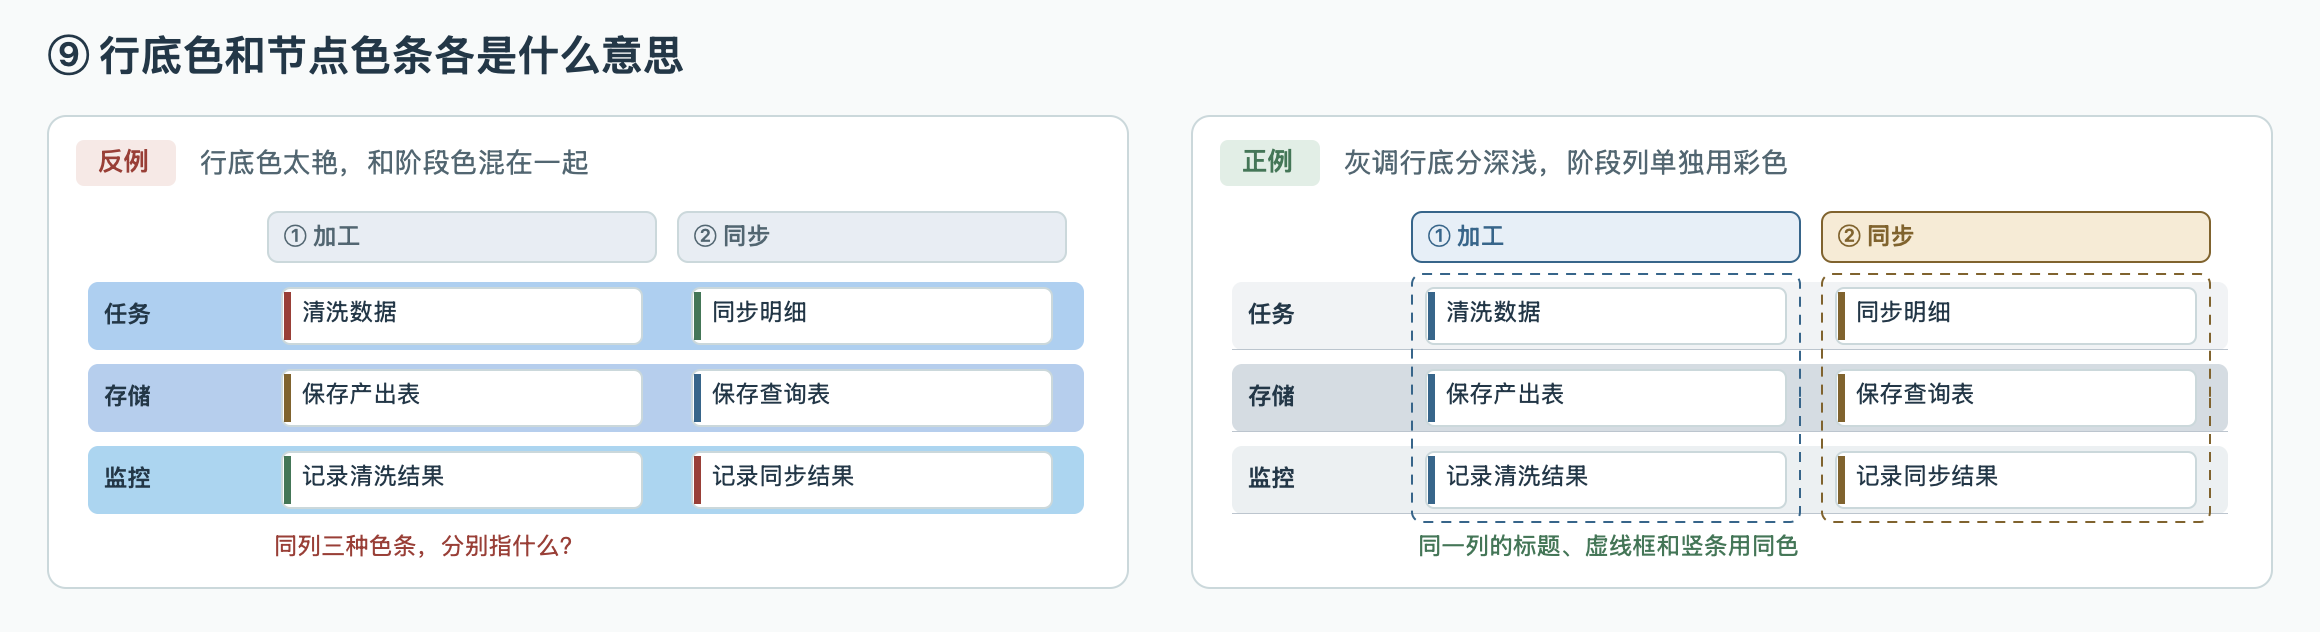 ⑨ 行底色和节点色条各是什么意思
反例 行底色太艳，和阶段色混在一起
① 加工 ② 同步
任务 清洗数据 同步明细
存储 保存产出表 保存查询表
监控 记录清洗结果 记录同步结果
同列三种色条，分别指什么?
正例 灰调行底分深浅，阶段列单独用彩色
① 加工 ② 同步
任务 清洗数据 同步明细
存储 保存产出表 保存查询表
监控 记录清洗结果 记录同步结果
同一列的标题、虚线框和竖条用同色